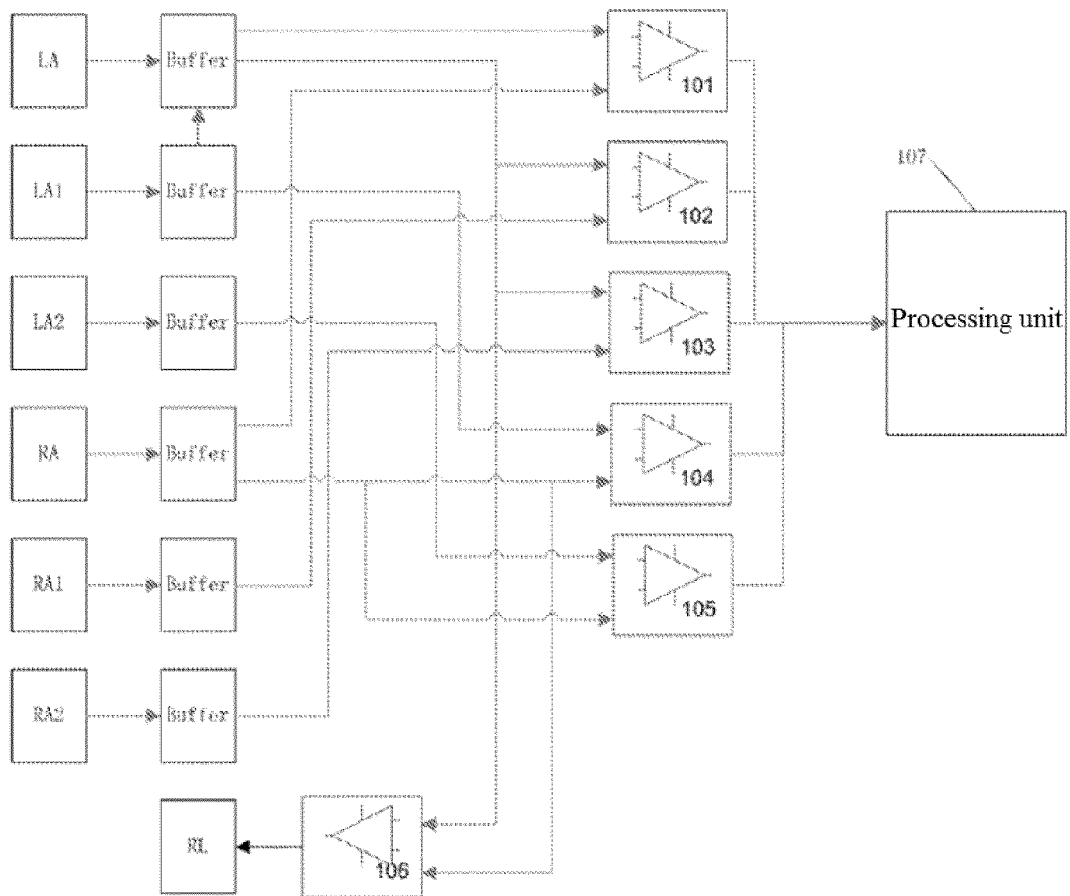 LA
Buffer
101
LA1
Buffer
102
107
LA2
Buffer
103
Processing unit
RA
Buffer
104
RA1
Buffer
105
RA2
Buffer
RL
106